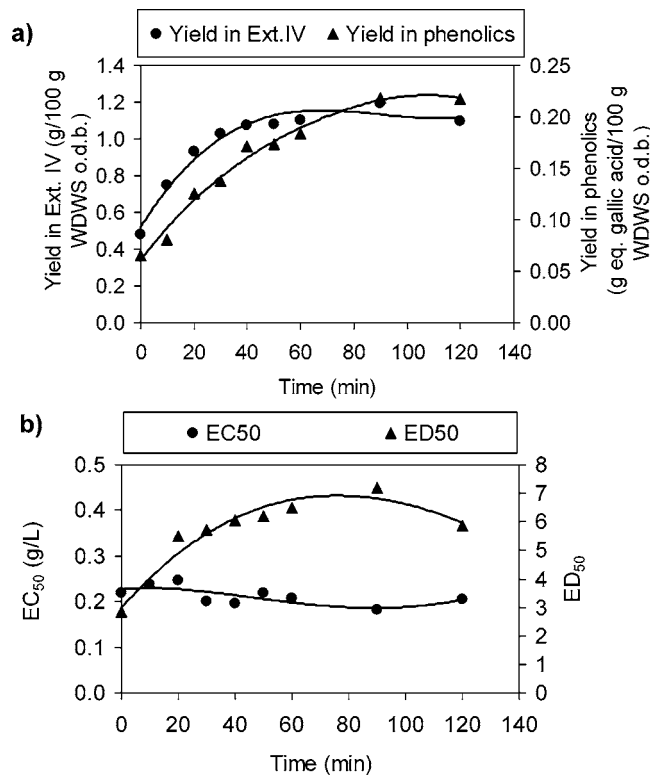 a)
Yield in Ext.IV
Yield in phenolics
Yield in Ext. IV (g/100 g
WDWS o.d.b.)
1.4
1.2
1.0
0.8
0.6
0.4
0.2
0.0
0.25
0.20
0.15
0.10
0.05
0.00
Yield in phenolics
(g eq. gallic acid/100 g
WDWS o.d.b.)
0 20 40 60 80 100 120 140
Time (min)
b)
EC50
ED50
EC₅₀ (g/L)
0.5
0.4
0.3
0.2
0.1
0.0
8
7
6
5
4
3
2
1
0
ED₅₀
0 20 40 60 80 100 120 140
Time (min)